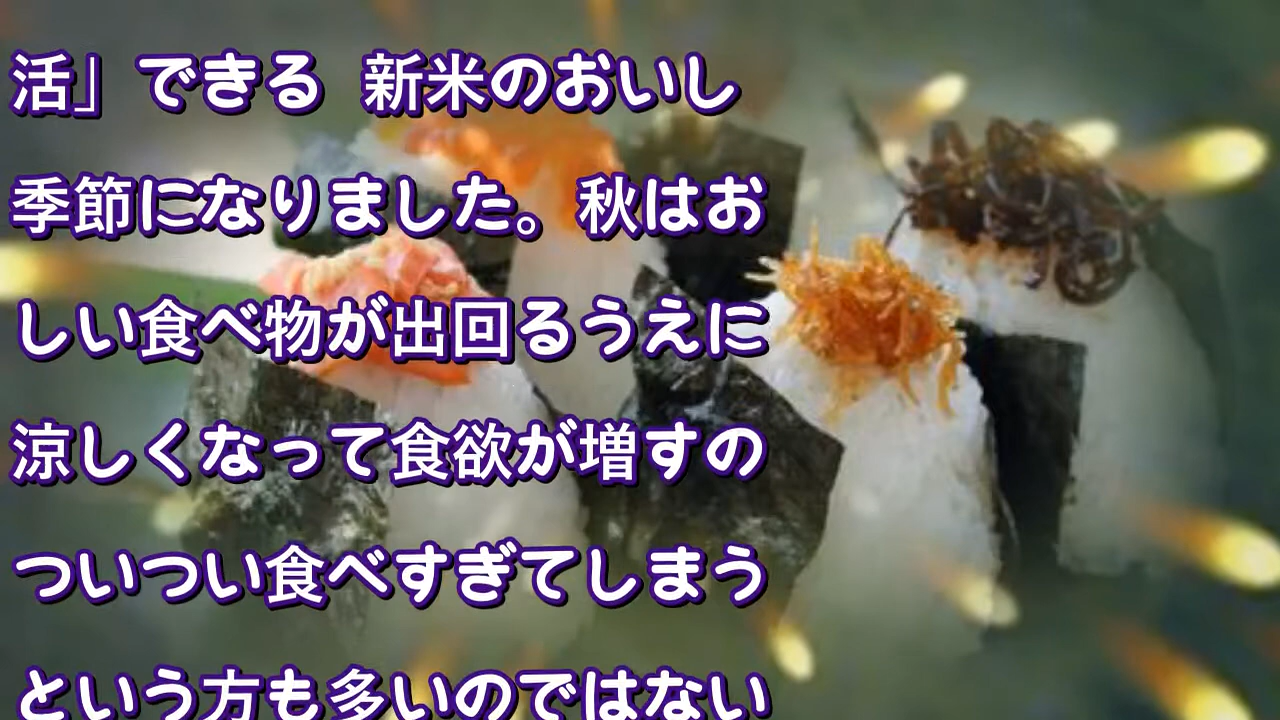 活」できる 新米のおいし
季節になりました。秋はお
しい食べ物が出回るうえに
涼しくなって食欲が増すの
ついつい食べすぎてしまう
という方も多いのではない